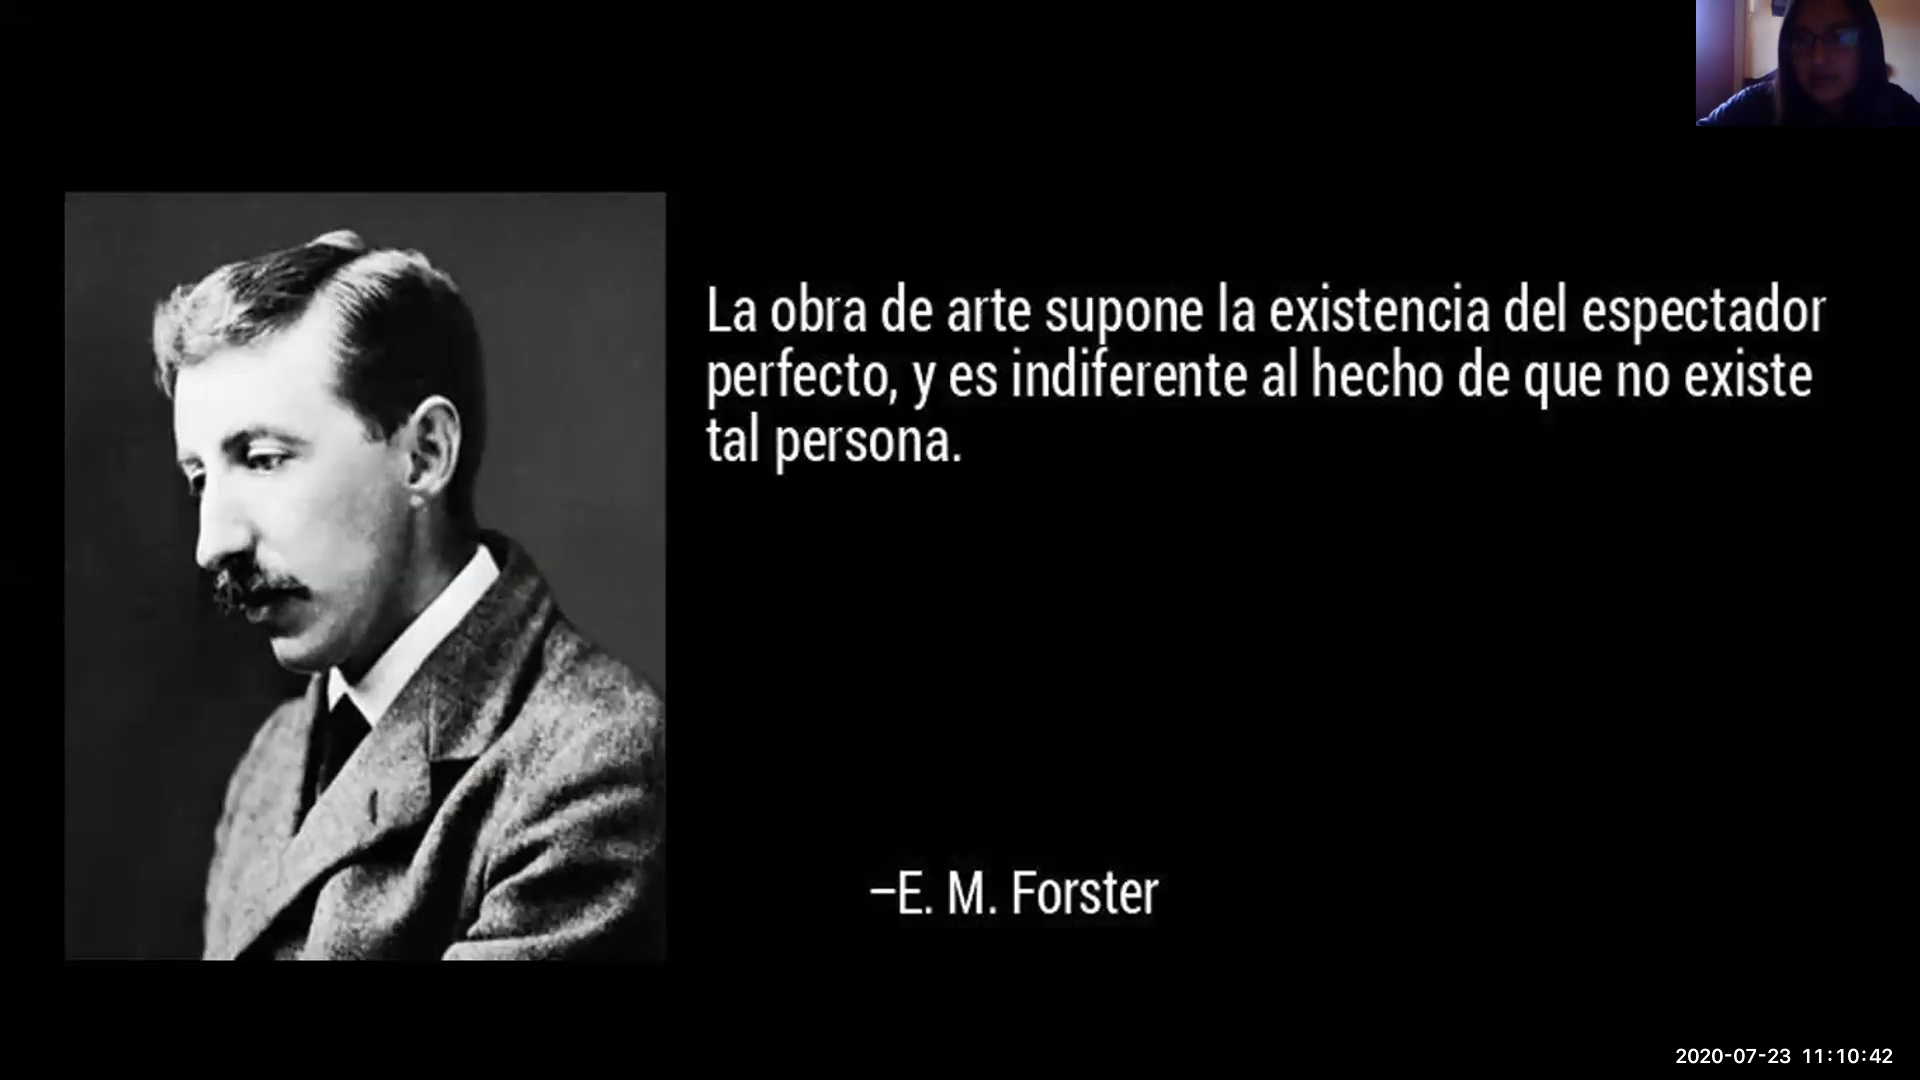 La obra de arte supone la existencia del espectador
perfecto, y es indiferente al hecho de que no existe
tal persona.
–E. M. Forster
2020-07-23 11:10:42